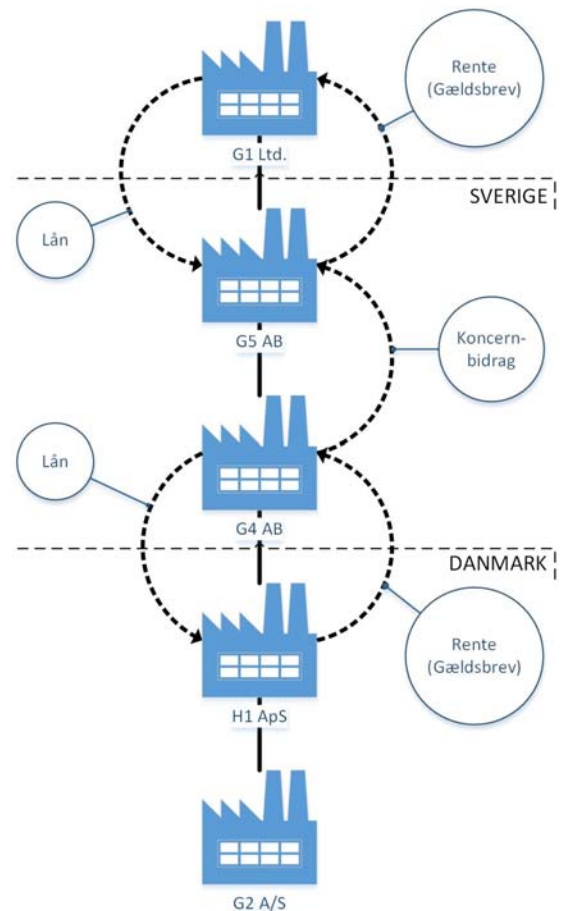 Rente
(Gældsbrev)
G1 Ltd.
SVERIGE
Lån
G5 AB
Koncern-
bidrag
Lån
G4 AB
DANMARK
Rente
(Gældsbrev)
H1 ApS
G2 A/S